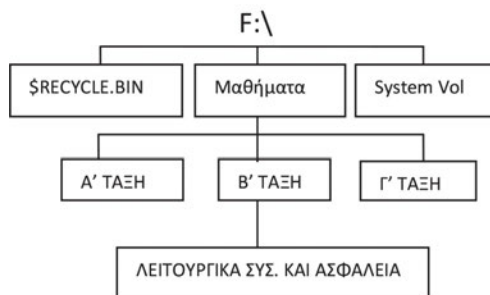 F:\
$RECYCLE.BIN
Μαθήματα
System Vol
Α' ΤΑΞΗ
Β' ΤΑΞΗ
Γ' ΤΑΞΗ
ΛΕΙΤΟΥΡΓΙΚΑ ΣΥΣ. ΚΑΙ ΑΣΦΑΛΕΙΑ